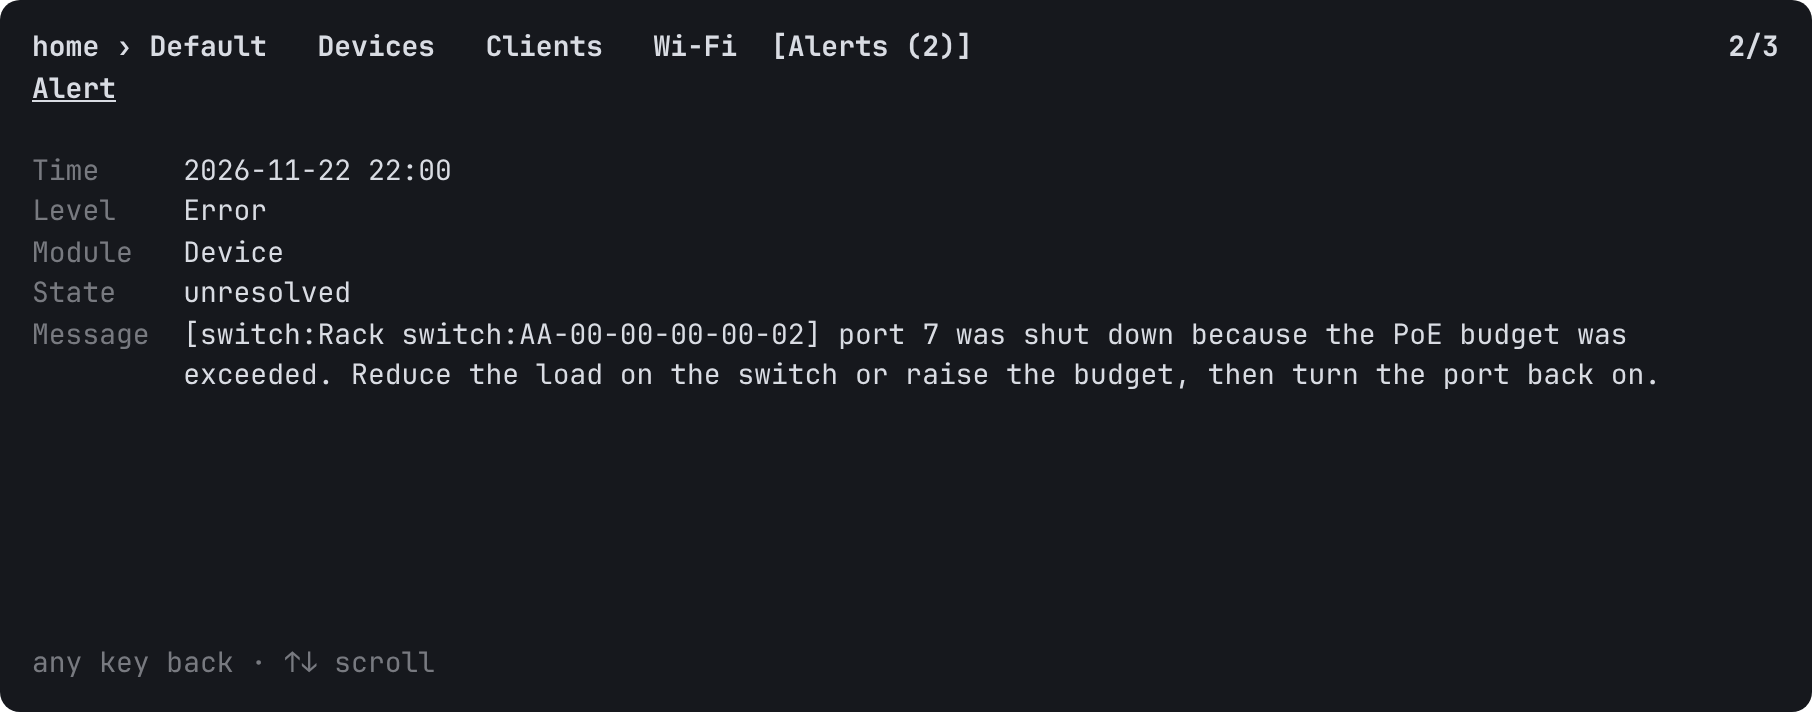 home › Default   Devices   Clients   Wi-Fi  [Alerts (2)]   2/3
Alert
Time     2026-11-22 22:00
Level    Error
Module   Device
State    unresolved
Message  [switch:Rack switch:AA-00-00-00-00-02] port 7 was shut down because the PoE budget was
exceeded. Reduce the load on the switch or raise the budget, then turn the port back on.
any key back · ↑↓ scroll